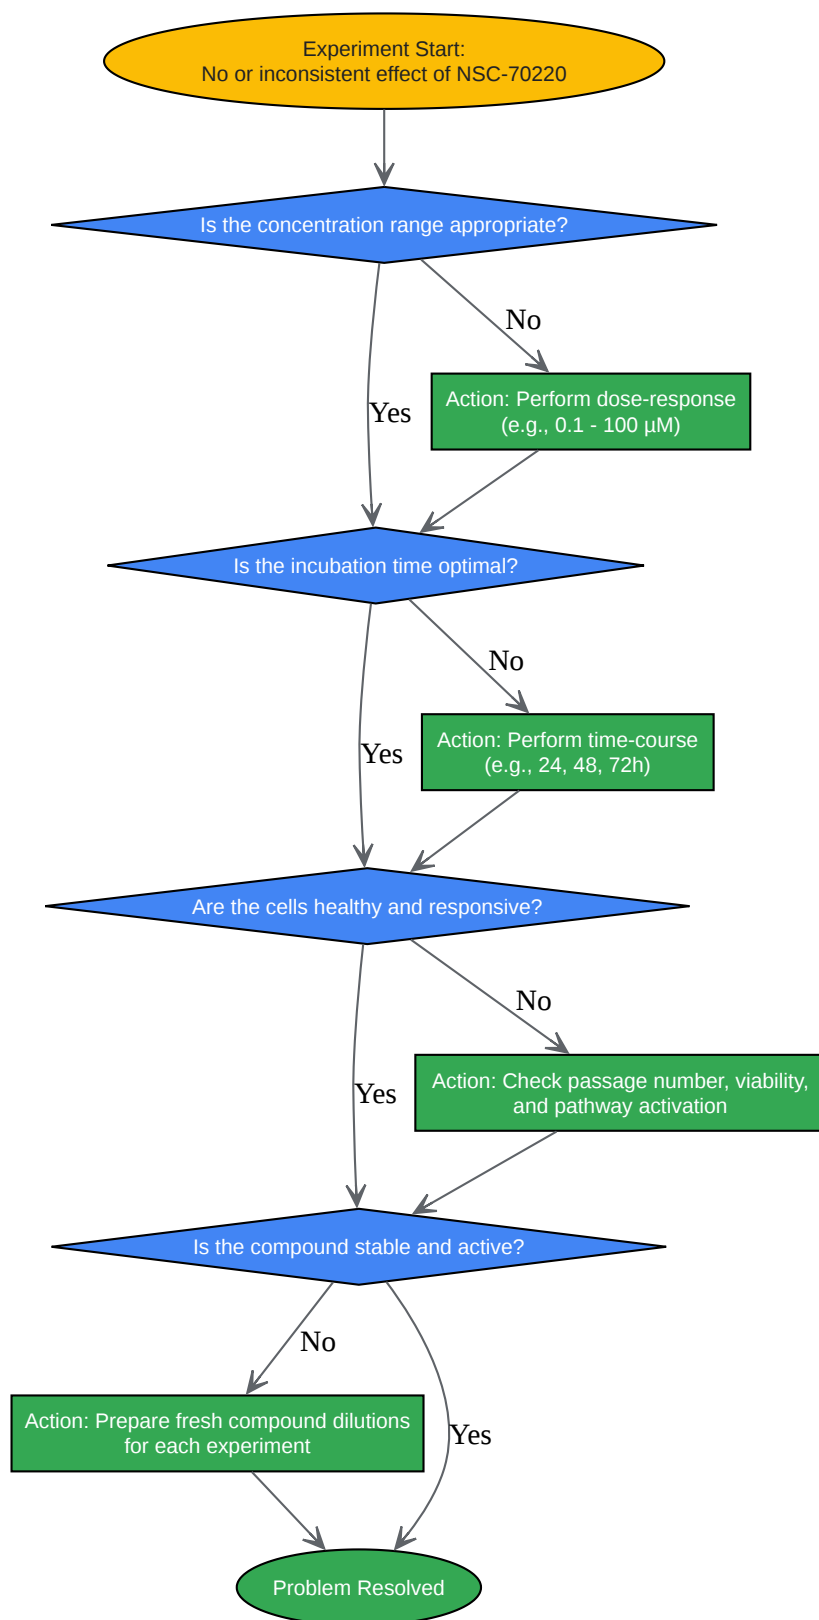 Experiment Start:
No or inconsistent effect of NSC-70220
Is the concentration range appropriate?
No
Action: Perform dose-response
(e.g., 0.1 - 100 µM)
Yes
Is the incubation time optimal?
No
Action: Perform time-course
(e.g., 24, 48, 72h)
Yes
Are the cells healthy and responsive?
No
Action: Check passage number, viability,
and pathway activation
Yes
Is the compound stable and active?
No
Action: Prepare fresh compound dilutions
for each experiment
Yes
Problem Resolved